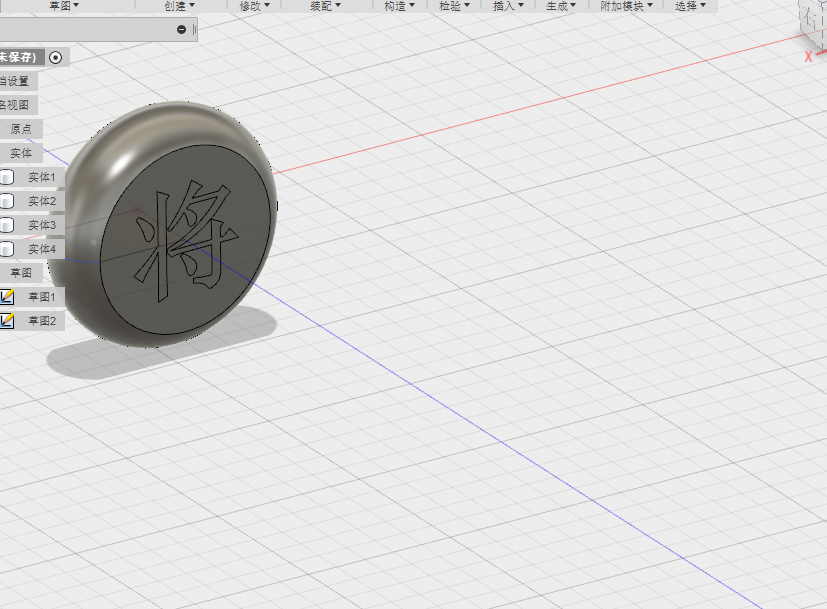 草图 创建 修改 装配 构造 检验 插入 生成 附加模块 选择
未保存)
档设置
名视图
原点
实体
实体1
实体2
实体3
实体4
草图
草图1
草图2
将
X